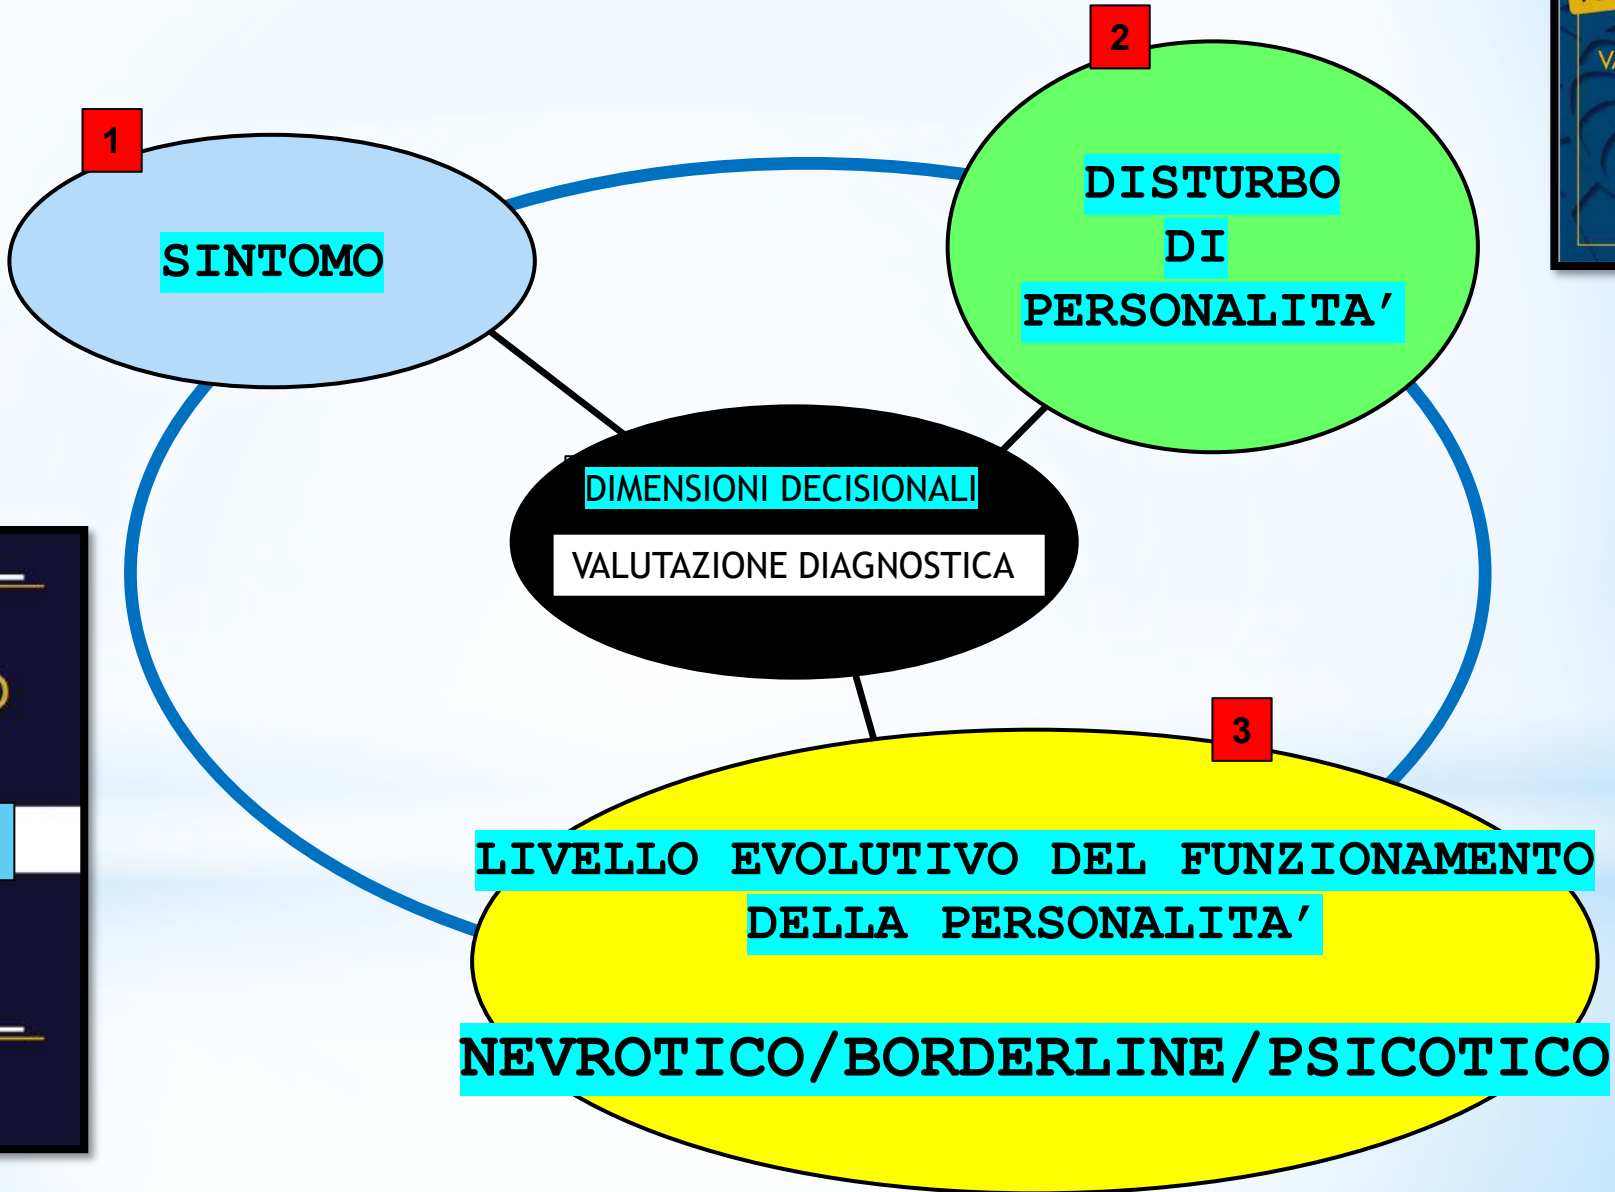 1
SINTOMO
2
DISTURBO
DI
PERSONALITA’
DIMENSIONI DECISIONALI
VALUTAZIONE DIAGNOSTICA
3
LIVELLO EVOLUTIVO DEL FUNZIONAMENTO
DELLA PERSONALITA’
NEVROTICO/BORDERLINE/PSICOTICO